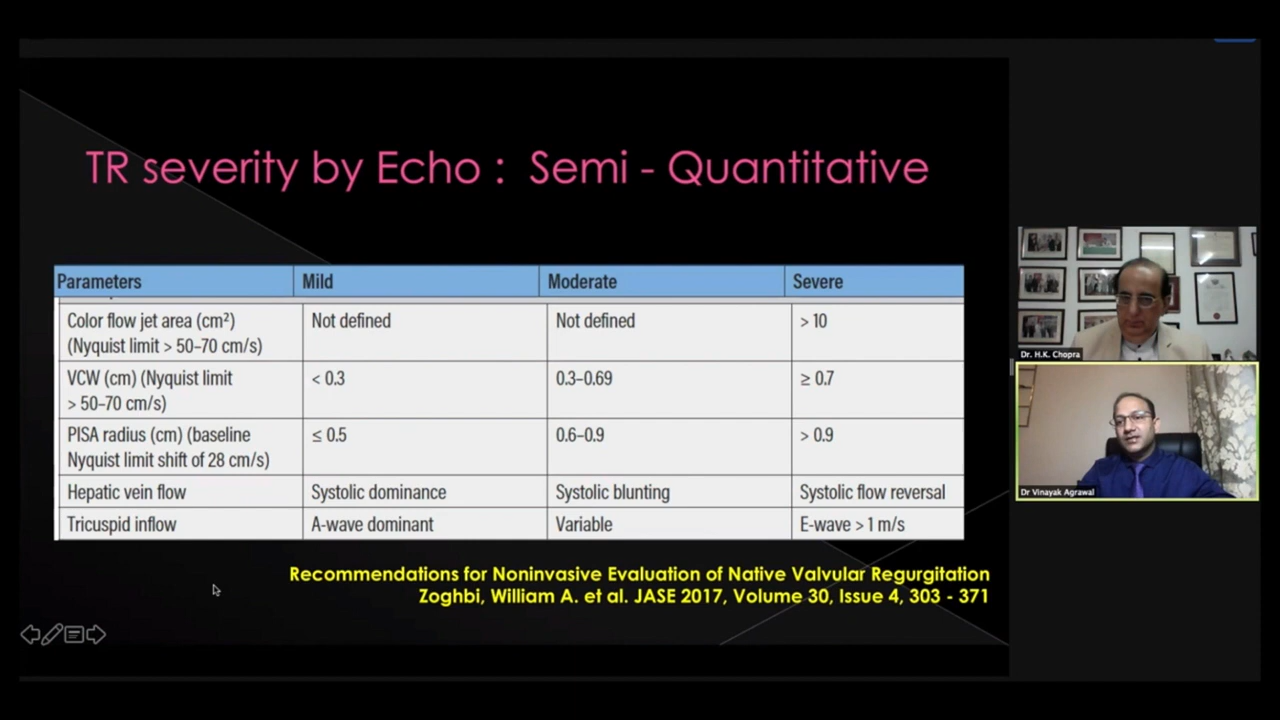 TR severity by Echo : Semi - Quantitative
Parameters Mild Moderate Severe
Color flow jet area (cm²) Not defined Not defined > 10
(Nyquist limit > 50–70 cm/s)
VCW (cm) (Nyquist limit < 0.3 0.3–0.69 ≥ 0.7
> 50–70 cm/s)
PISA radius (cm) (baseline ≤ 0.5 0.6–0.9 > 0.9
Nyquist limit shift of 28 cm/s)
Hepatic vein flow Systolic dominance Systolic blunting Systolic flow reversal
Tricuspid inflow A-wave dominant Variable E-wave > 1 m/s
Recommendations for Noninvasive Evaluation of Native Valvular Regurgitation
Zoghbi, William A. et al. JASE 2017, Volume 30, Issue 4, 303 - 371
Dr. H.K. Chopra
Dr Vinayak Agrawal